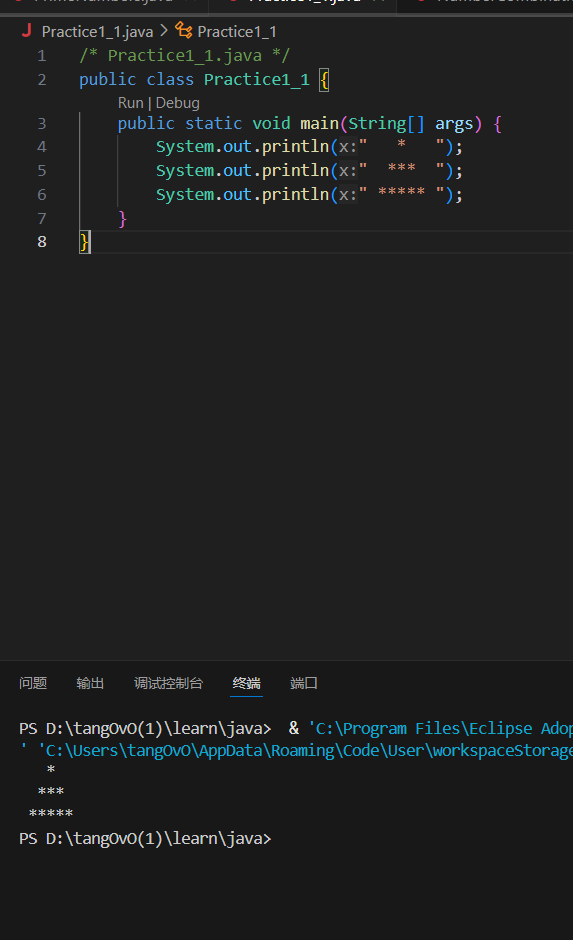 Practice1_1.java > Practice1_1
1 /* Practice1_1.java */
2 public class Practice1_1 {
Run | Debug
3     public static void main(String[] args) {
4         System.out.println(x:"   *   ");
5         System.out.println(x:"  ***  ");
6         System.out.println(x:" ***** ");
7     }
8 }
问题 输出 调试控制台 终端 端口
PS D:\tangOvO(1)\learn\java>  & 'C:\Program Files\Eclipse Adop
' 'C:\Users\tangOvO\AppData\Roaming\Code\User\workspaceStorage
   *
  ***
 *****
PS D:\tangOvO(1)\learn\java>